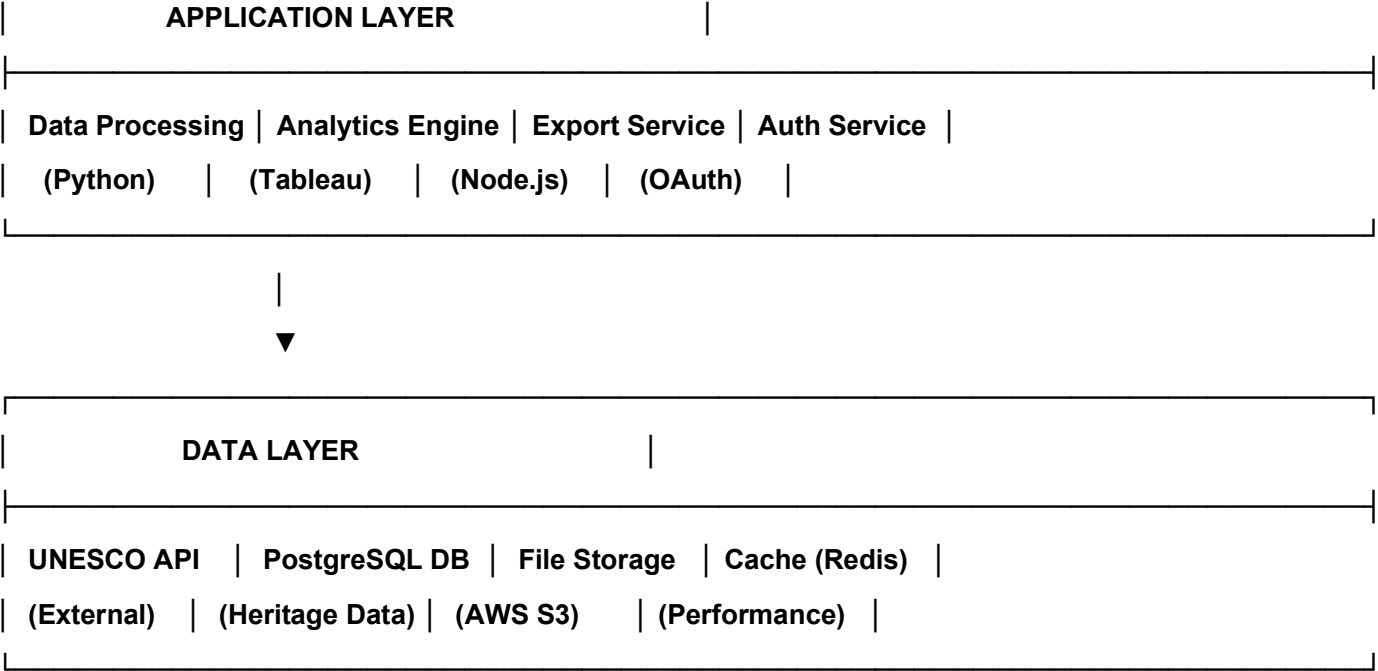 │ APPLICATION LAYER │
│ Data Processing │ Analytics Engine │ Export Service │ Auth Service │
│ (Python) │ (Tableau) │ (Node.js) │ (OAuth) │
│
▼
│ DATA LAYER │
│ UNESCO API │ PostgreSQL DB │ File Storage │ Cache (Redis) │
│ (External) │ (Heritage Data) │ (AWS S3) │ (Performance) │